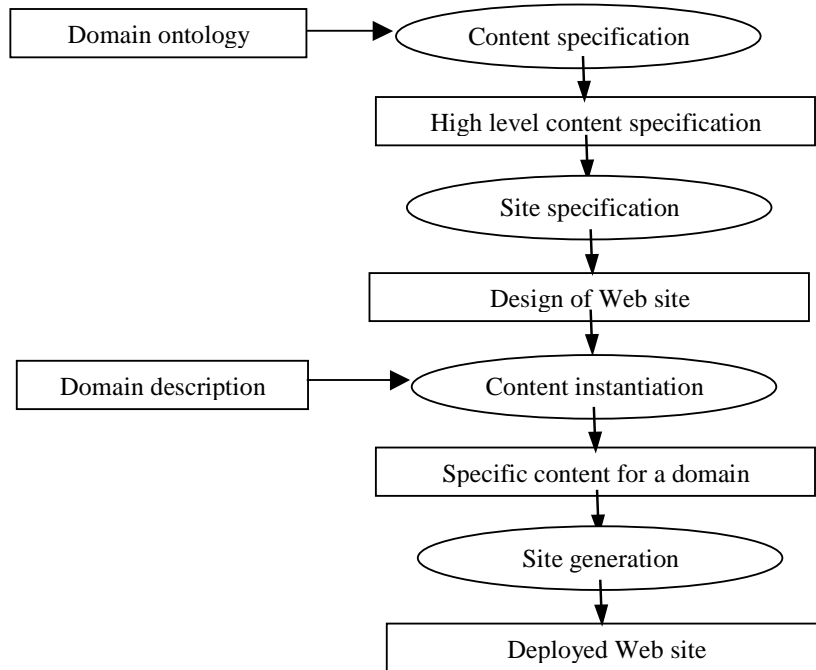 Domain ontology
Content specification
High level content specification
Site specification
Design of Web site
Domain description
Content instantiation
Specific content for a domain
Site generation
Deployed Web site